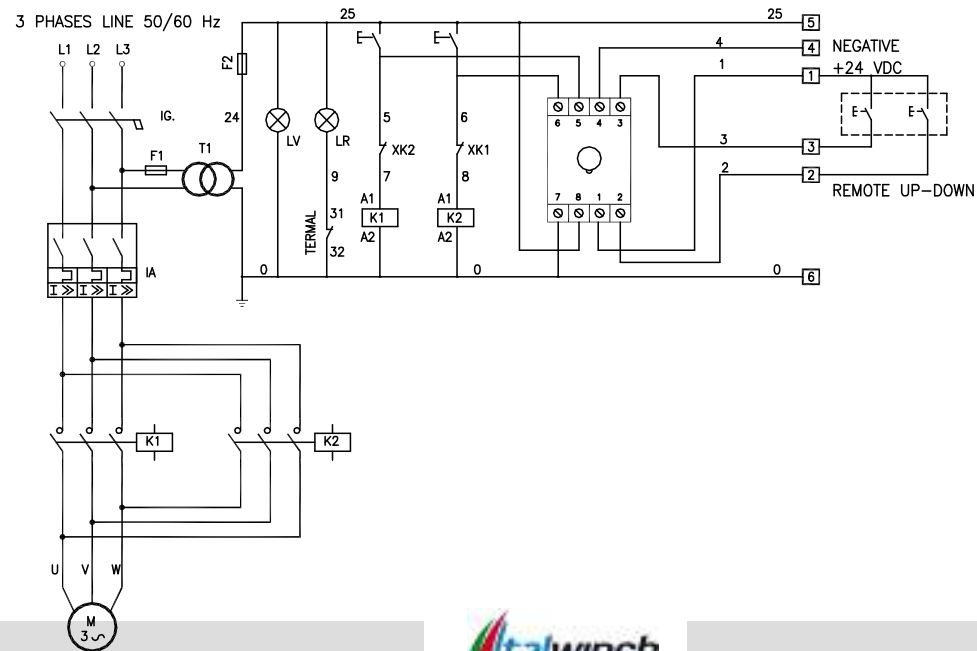 3 PHASES LINE 50/60 Hz
L1 L2 L3
IG.
F1
T1
F2
24
25
25
5
LV
LR
9
TERMAL
31
32
5
XK2
7
A1
K1
A2
6
XK1
8
A1
K2
A2
6 5 4 3
7 8 1 2
4
4 NEGATIVE
1
1 +24 VDC
3
3
2
2
REMOTE UP-DOWN
0
0
0
6
IA
I >> I >> I >>
K1
K2
U V W
M
3
Italwinch